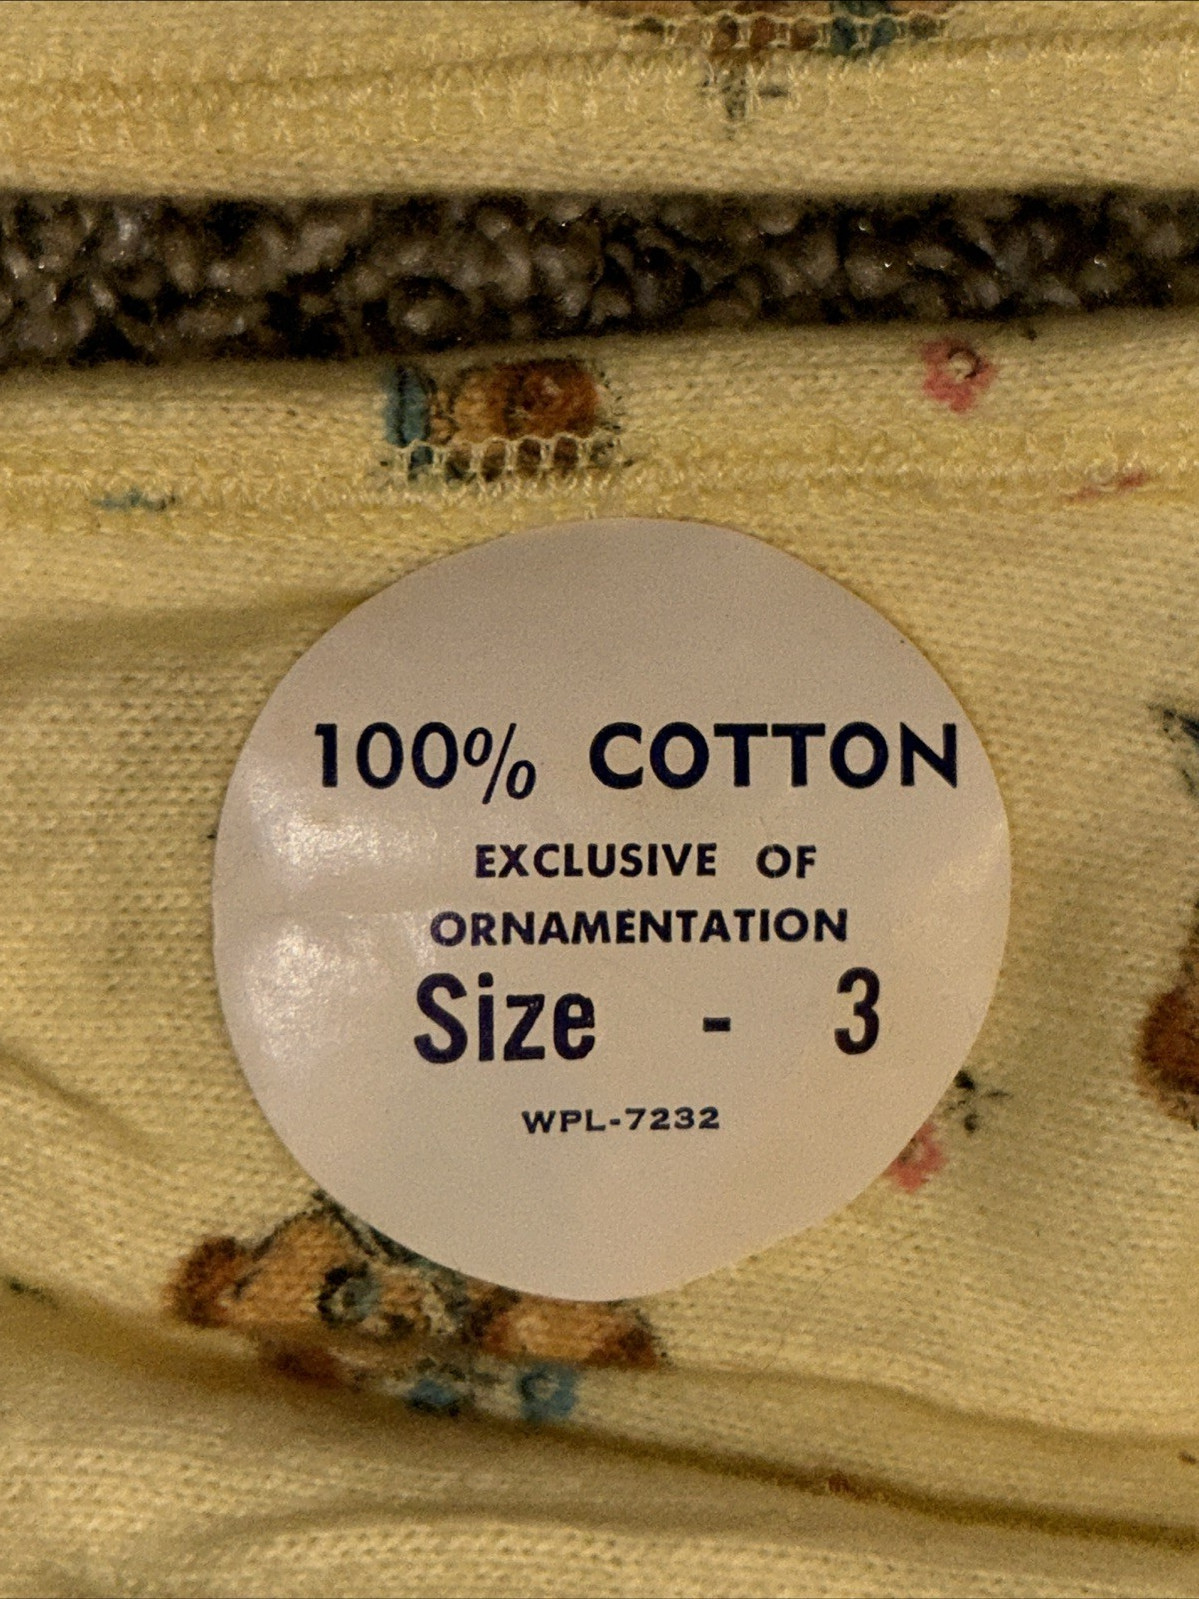 100% COTTON
EXCLUSIVE OF
ORNAMENTATION
Size - 3
WPL-7232